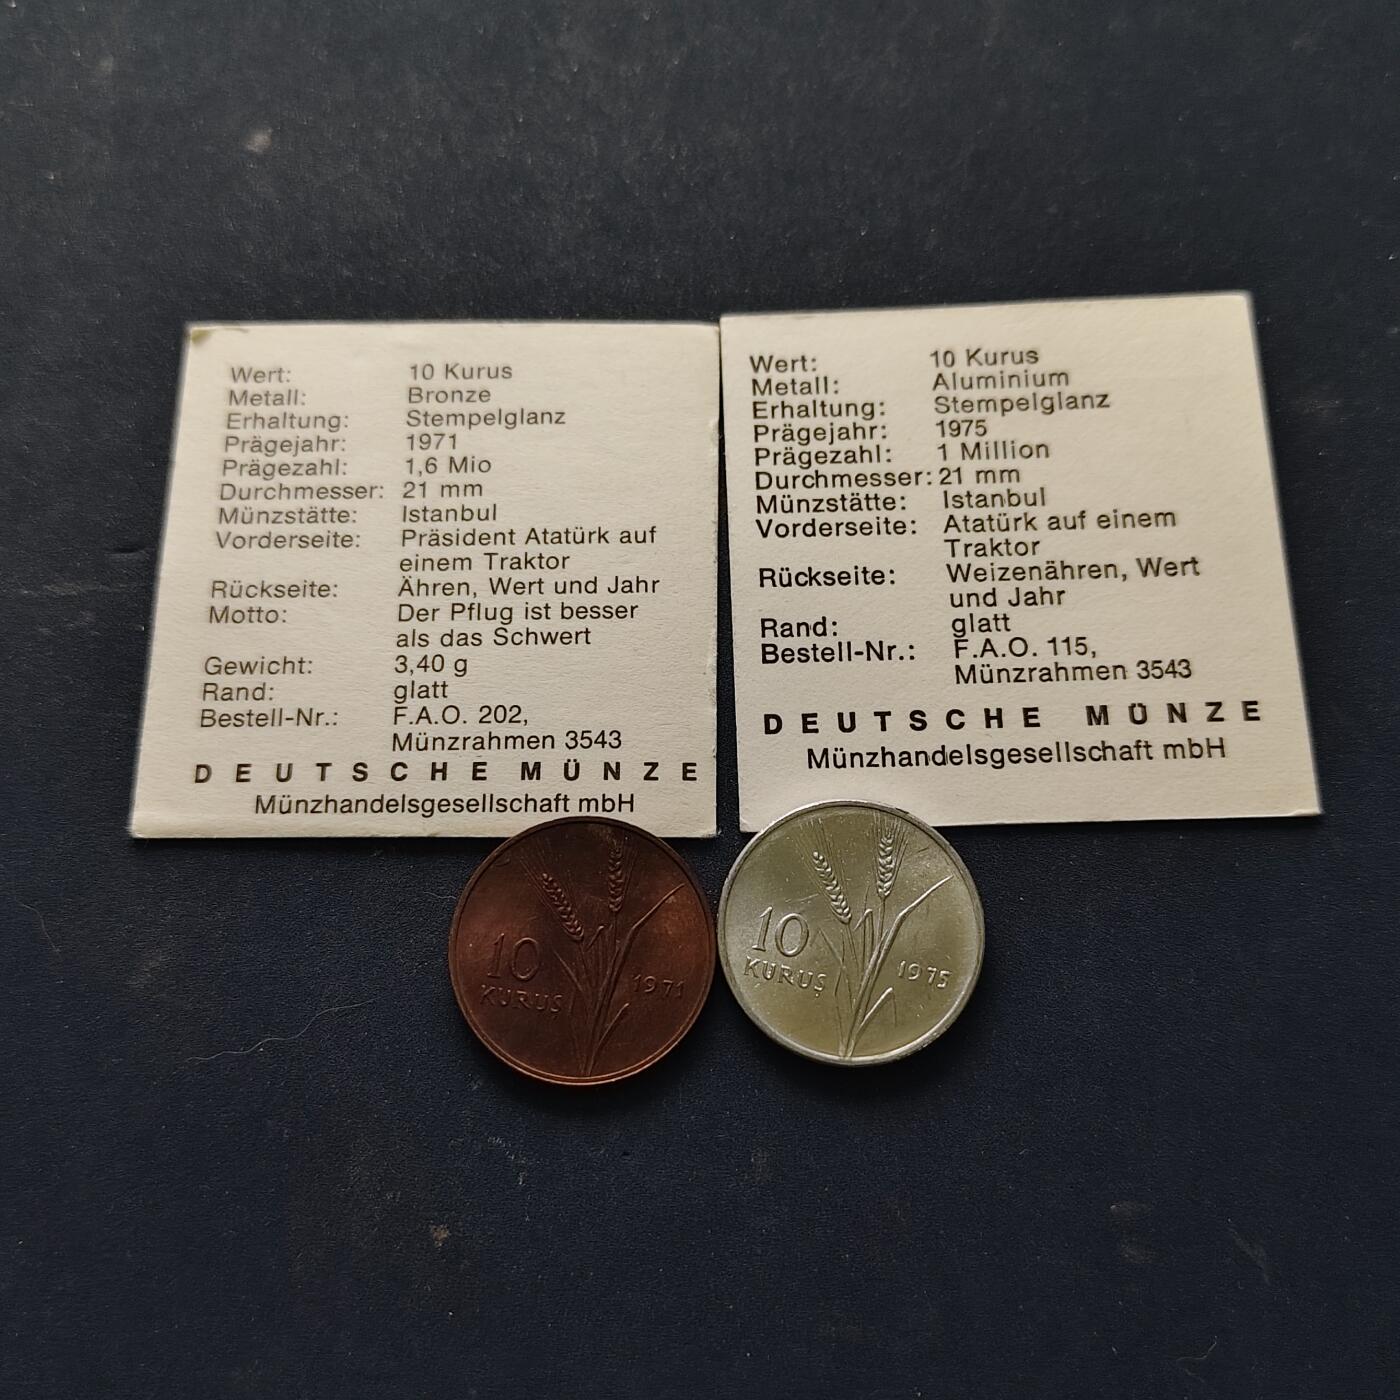 Wert: 10 Kurus
Metall: Bronze
Erhaltung: Stempelglanz
Prägejahr: 1971
Prägezahl: 1,6 Mio
Durchmesser: 21 mm
Münzstätte: Istanbul
Vorderseite: Präsident Atatürk auf
einem Traktor
Rückseite: Ähren, Wert und Jahr
Motto: Der Pflug ist besser
als das Schwert
Gewicht: 3,40 g
Rand: glatt
Bestell-Nr.: F.A.O. 202,
Münzrahmen 3543
DEUTSCHE MÜNZE
Münzhandelsgesellschaft mbH
Wert: 10 Kurus
Metall: Aluminium
Erhaltung: Stempelglanz
Prägejahr: 1975
Prägezahl: 1 Million
Durchmesser: 21 mm
Münzstätte: Istanbul
Vorderseite: Atatürk auf einem
Traktor
Rückseite: Weizenähren, Wert
und Jahr
Rand: glatt
Bestell-Nr.: F.A.O. 115,
Münzrahmen 3543
DEUTSCHE MÜNZE
Münzhandelsgesellschaft mbH
10
KURUŞ 1971
10
KURUŞ 1975